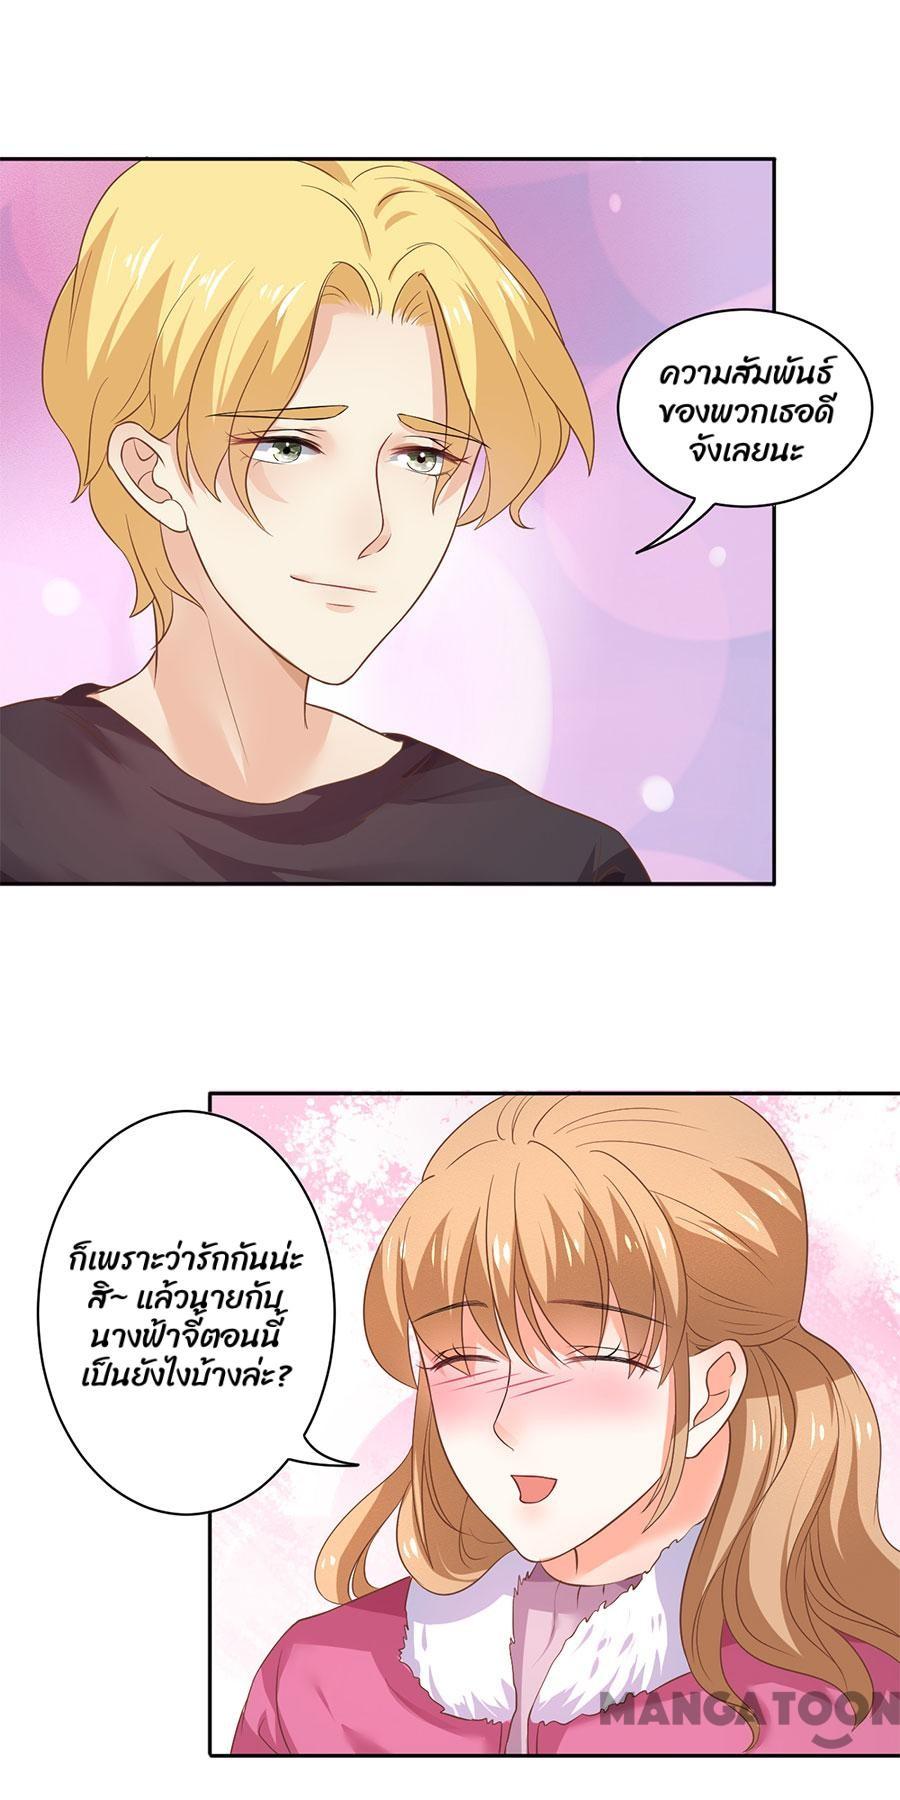 ความสัมพันธ์
ของพวกเธอดี
จังเลยนะ
ก็เพราะว่ารักกันน่ะ
สิ~ แล้วนายกับ
นางฟ้าจี้ตอนนี้
เป็นยังไงบ้างล่ะ?
MANGATOON